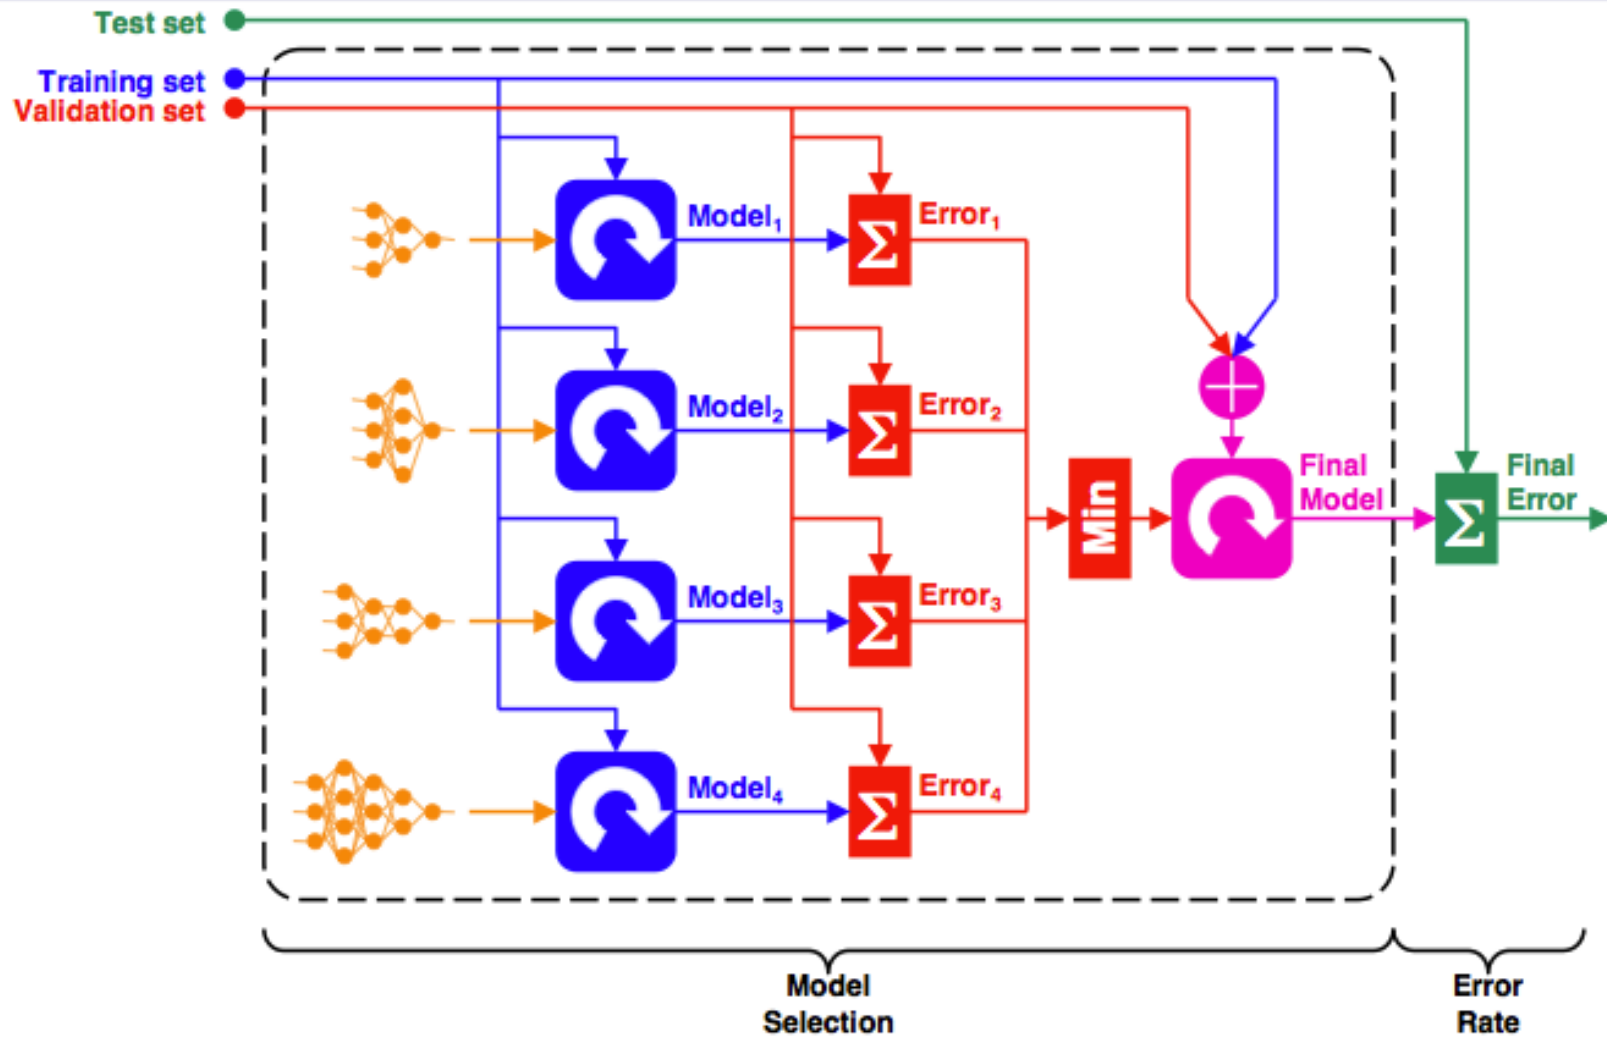 Test set
Training set
Validation set
Model₁
Error₁
Σ
Model₂
Error₂
Σ
Final
Model
Final
Error
Min
Σ
Model₃
Error₃
Σ
Model₄
Error₄
Σ
Model
Selection
Error
Rate